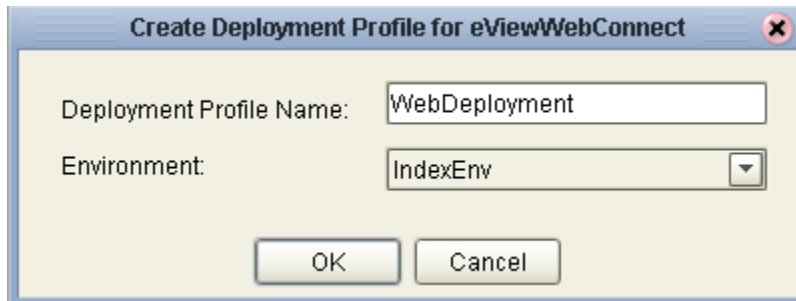 Create Deployment Profile for eViewWebConnect
Deployment Profile Name: WebDeployment
Environment: IndexEnv
OK Cancel